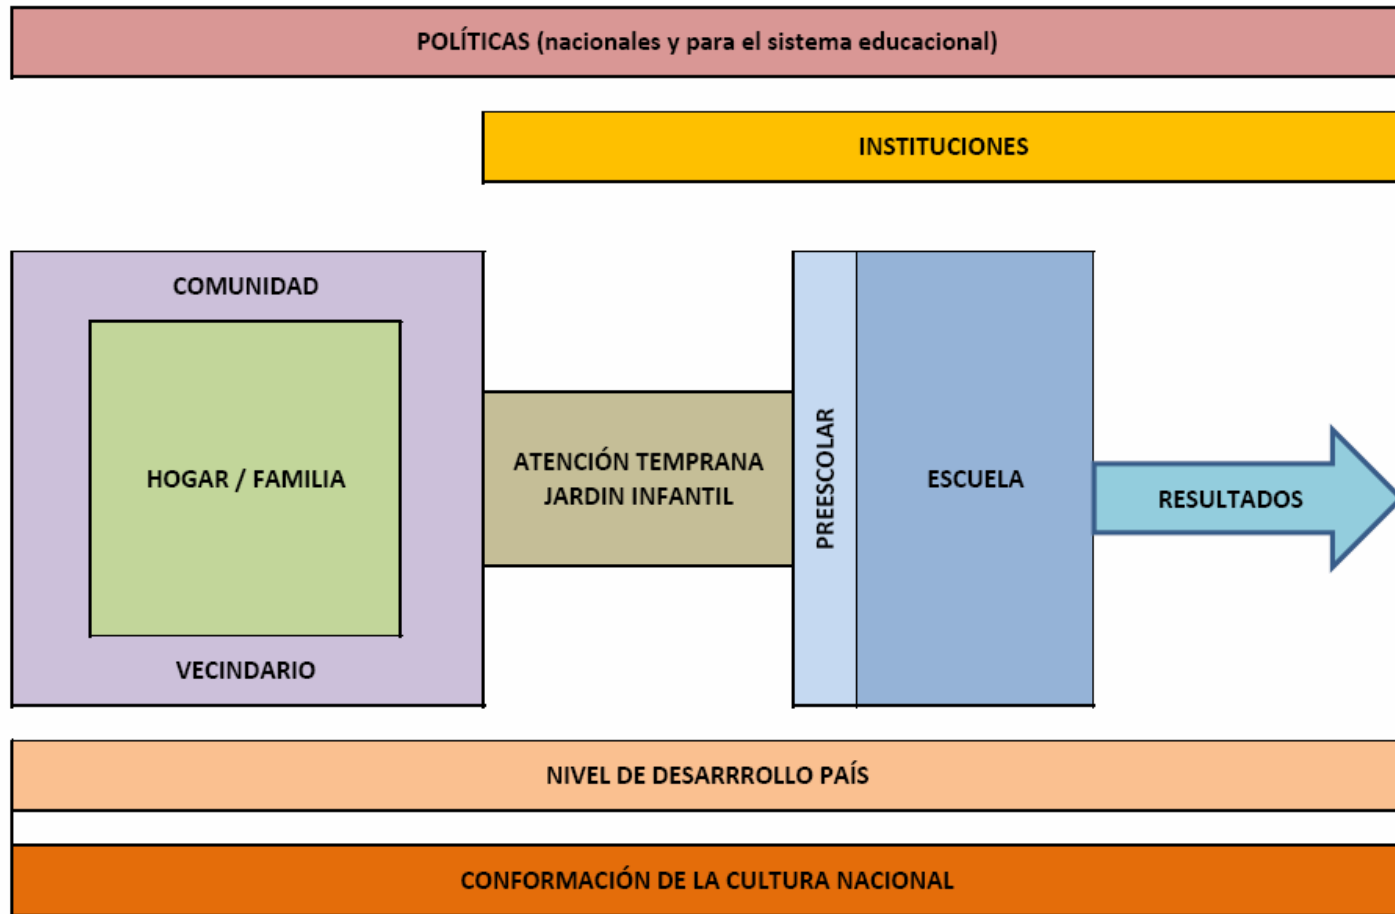 POLÍTICAS (nacionales y para el sistema educacional)
INSTITUCIONES
COMUNIDAD
HOGAR / FAMILIA
VECINDARIO
ATENCIÓN TEMPRANA
JARDIN INFANTIL
PREESCOLAR
ESCUELA
RESULTADOS
NIVEL DE DESARRROLLO PAÍS
CONFORMACIÓN DE LA CULTURA NACIONAL